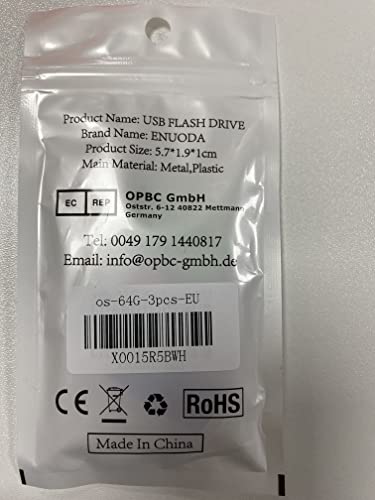 Product Name: USB FLASH DRIVE
Brand Name: ENUODA
Product Size: 5.7*1.9*1cm
Main Material: Metal,Plastic
EC REP
OPBC GmbH
Oststr. 6-12 40822 Mettmann
Germany
Tel: 0049 179 1440817
Email: info@opbc-gmbh.de
os-64G-3pcs-EU
X0015R5BWH
CE RoHS
Made In China